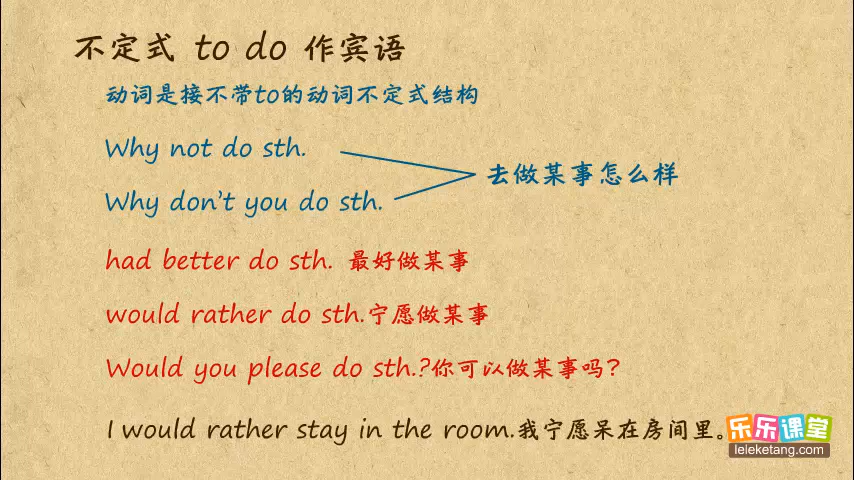 不定式 to do 作宾语
动词是接不带to的动词不定式结构
Why not do sth.
去做某事怎么样
Why don't you do sth.
had better do sth. 最好做某事
would rather do sth.宁愿做某事
Would you please do sth.?你可以做某事吗?
I would rather stay in the room.我宁愿呆在房间里。
乐乐课堂
leleketang.com